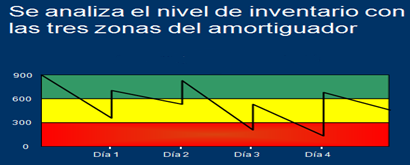 Se analiza el nivel de inventario con
las tres zonas del amortiguador
900
600
300
0
Día 1
Día 2
Día 3
Día 4